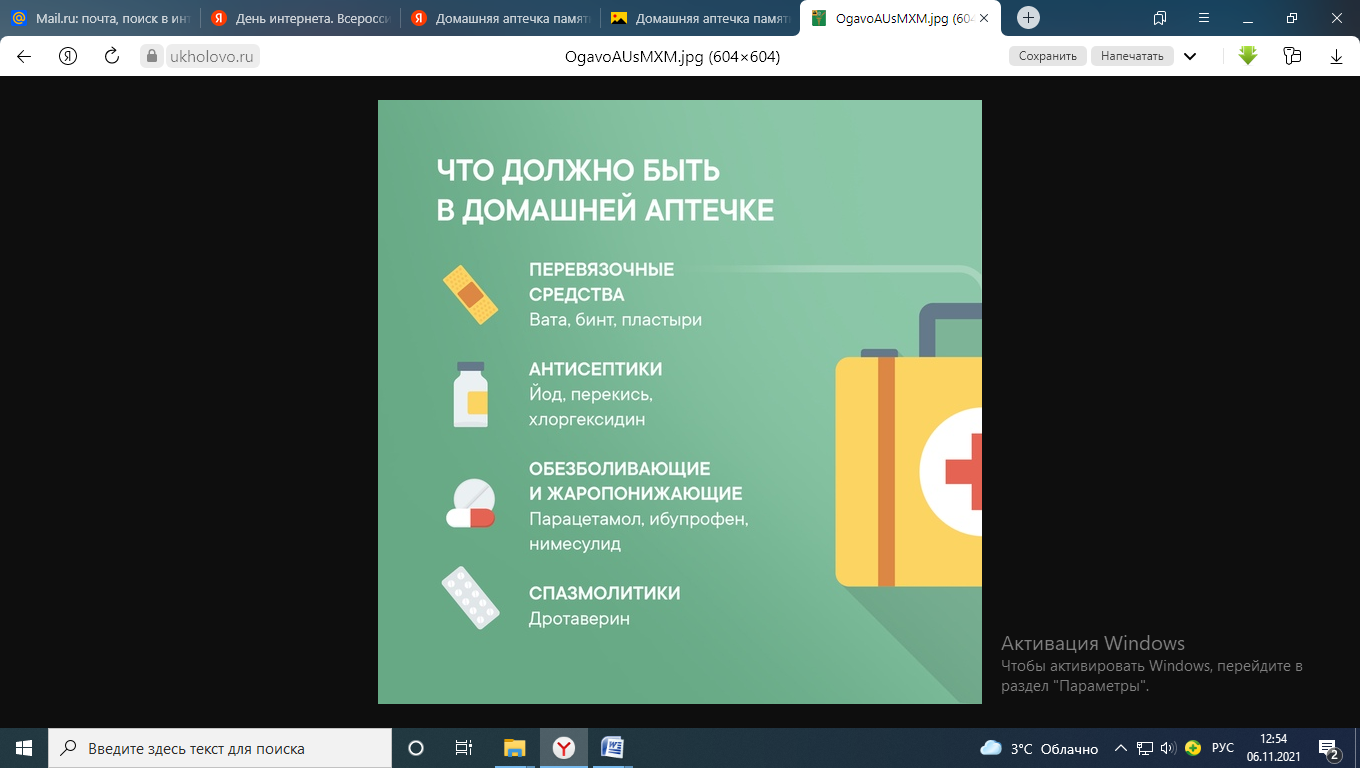 Mail.ru: почта, поиск в инт
День интернета. Всеросси
Домашняя аптечка памят
Домашняя аптечка памят
OgavoAUsMXM.jpg (604
ukholovo.ru
OgavoAUsMXM.jpg (604×604)
Сохранить
Напечатать
ЧТО ДОЛЖНО БЫТЬ
В ДОМАШНЕЙ АПТЕЧКЕ
ПЕРЕВЯЗОЧНЫЕ
СРЕДСТВА
Вата, бинт, пластыри
АНТИСЕПТИКИ
Йод, перекись,
хлоргексидин
ОБЕЗБОЛИВАЮЩИЕ
И ЖАРОПОНИЖАЮЩИЕ
Парацетамол, ибупрофен,
нимесулид
СПАЗМОЛИТИКИ
Дротаверин
Активация Windows
Чтобы активировать Windows, перейдите в
раздел "Параметры".
Введите здесь текст для поиска
3°C Облачно
РУС
12:54
06.11.2021
2